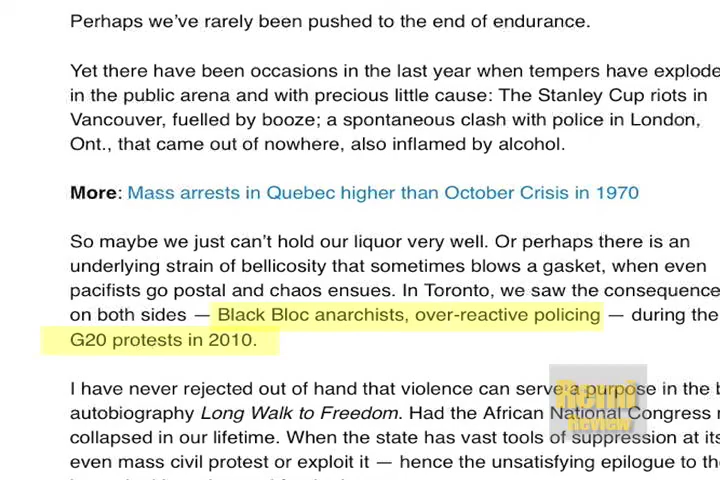 Perhaps we've rarely been pushed to the end of endurance.
Yet there have been occasions in the last year when tempers have explode
in the public arena and with precious little cause: The Stanley Cup riots in
Vancouver, fuelled by booze; a spontaneous clash with police in London,
Ont., that came out of nowhere, also inflamed by alcohol.
More: Mass arrests in Quebec higher than October Crisis in 1970
So maybe we just can't hold our liquor very well. Or perhaps there is an
underlying strain of bellicosity that sometimes blows a gasket, when even
pacifists go postal and chaos ensues. In Toronto, we saw the consequence
on both sides — Black Bloc anarchists, over-reactive policing — during the
G20 protests in 2010.
I have never rejected out of hand that violence can serve a purpose in the b
autobiography Long Walk to Freedom. Had the African National Congress
collapsed in our lifetime. When the state has vast tools of suppression at its
even mass civil protest or exploit it — hence the unsatisfying epilogue to the
Remi
Review